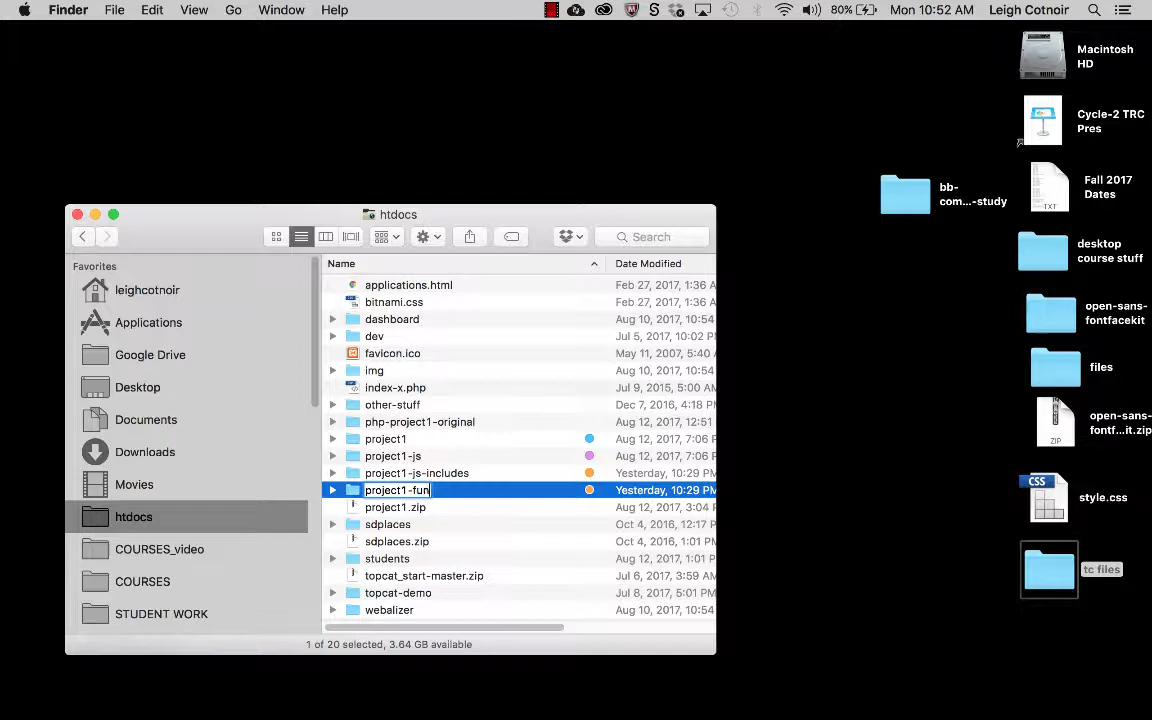 Finder File Edit View Go Window Help 80% Mon 10:52 AM Leigh Cotnoir
Macintosh
HD
Cycle-2 TRC
Pres
bb-
com...-study
TXT
Fall 2017
Dates
desktop
course stuff
open-sans-
fontfacekit
files
ZIP
open-sans-
fontf...it.zip
CSS
style.css
tc files
htdocs
Search
Favorites
leighcotnoir
Applications
Google Drive
Desktop
Documents
Downloads
Movies
htdocs
COURSES_video
COURSES
STUDENT WORK
Name Date Modified
applications.html Feb 27, 2017, 1:36 A
bitnami.css Feb 27, 2017, 1:36 A
dashboard Aug 10, 2017, 10:54
dev Jul 5, 2017, 10:02 PM
favicon.ico May 11, 2007, 5:40 A
img Aug 10, 2017, 10:54
index-x.php Jul 9, 2015, 5:01 AM
other-stuff Dec 7, 2016, 4:18 P
php-project1-original Aug 12, 2017, 12:51
project1 Aug 12, 2017, 7:06 P
project1-js Aug 12, 2017, 7:06 P
project1-js-includes Yesterday, 10:29 PM
project1-fun Yesterday, 10:29 PM
project1.zip Aug 12, 2017, 3:04 P
sdplaces Oct 4, 2016, 12:17 P
sdplaces.zip Oct 4, 2016, 1:01 P
students Aug 12, 2017, 1:01 P
topcat_start-master.zip Jul 6, 2017, 3:59 A
topcat-demo Jul 8, 2017, 5:01 P
webalizer Aug 10, 2017, 10:54
1 of 20 selected, 3.64 GB available